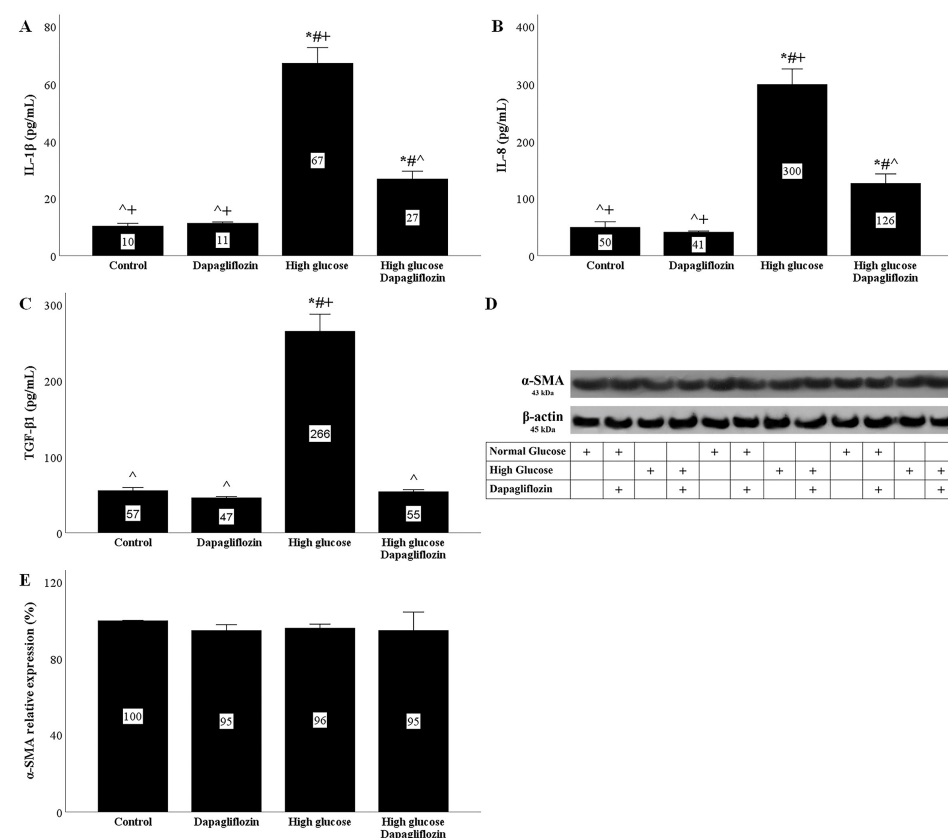 A
IL-1β (pg/mL)
80
60
40
20
0
^+
^+
*#+
*#^
10
11
67
27
Control
Dapagliflozin
High glucose
High glucose
Dapagliflozin
B
IL-8 (pg/mL)
400
300
200
100
0
^+
^+
*#+
*#^
50
41
300
126
Control
Dapagliflozin
High glucose
High glucose
Dapagliflozin
C
TGF-β1 (pg/mL)
300
200
100
0
^
^
*#+
^
57
47
266
55
Control
Dapagliflozin
High glucose
High glucose
Dapagliflozin
D
α-SMA
43 kDa
β-actin
45 kDa
Normal Glucose + + + + + +
High Glucose + + + + + +
Dapagliflozin + + + + + +
E
α-SMA relative expression (%)
120
80
40
0
100
95
96
95
Control
Dapagliflozin
High glucose
High glucose
Dapagliflozin